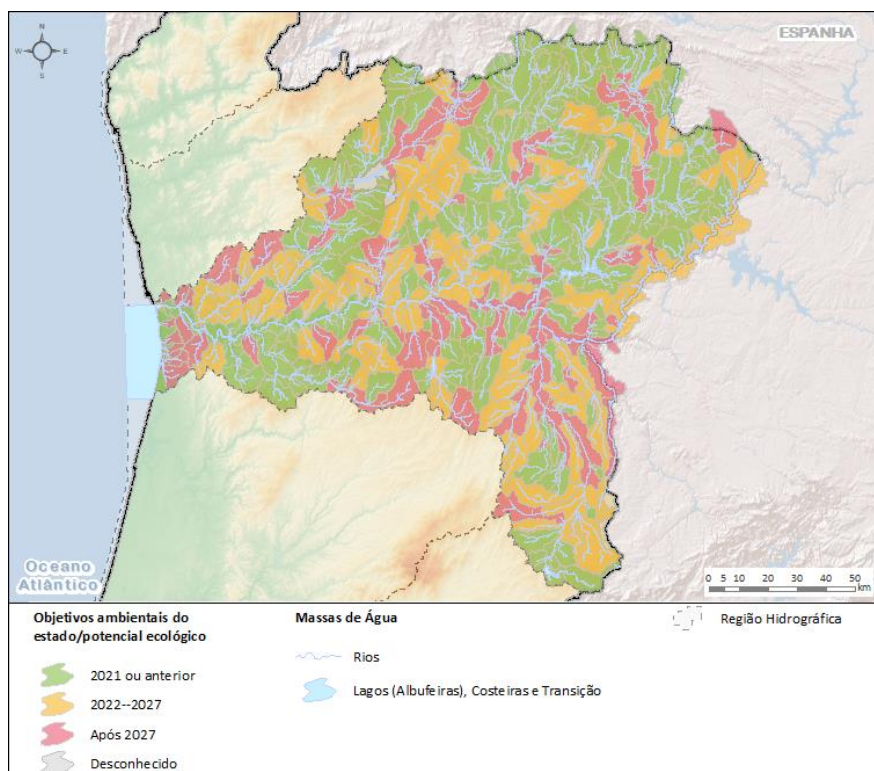 N
W E
S
ESPANHA
Oceano
Atlântico
0 5 10 20 30 40 50
km
Objetivos ambientais do
estado/potencial ecológico
2021 ou anterior
2022--2027
Após 2027
Desconhecido
Massas de Água
Rios
Lagos (Albufeiras), Costeiras e Transição
Região Hidrográfica